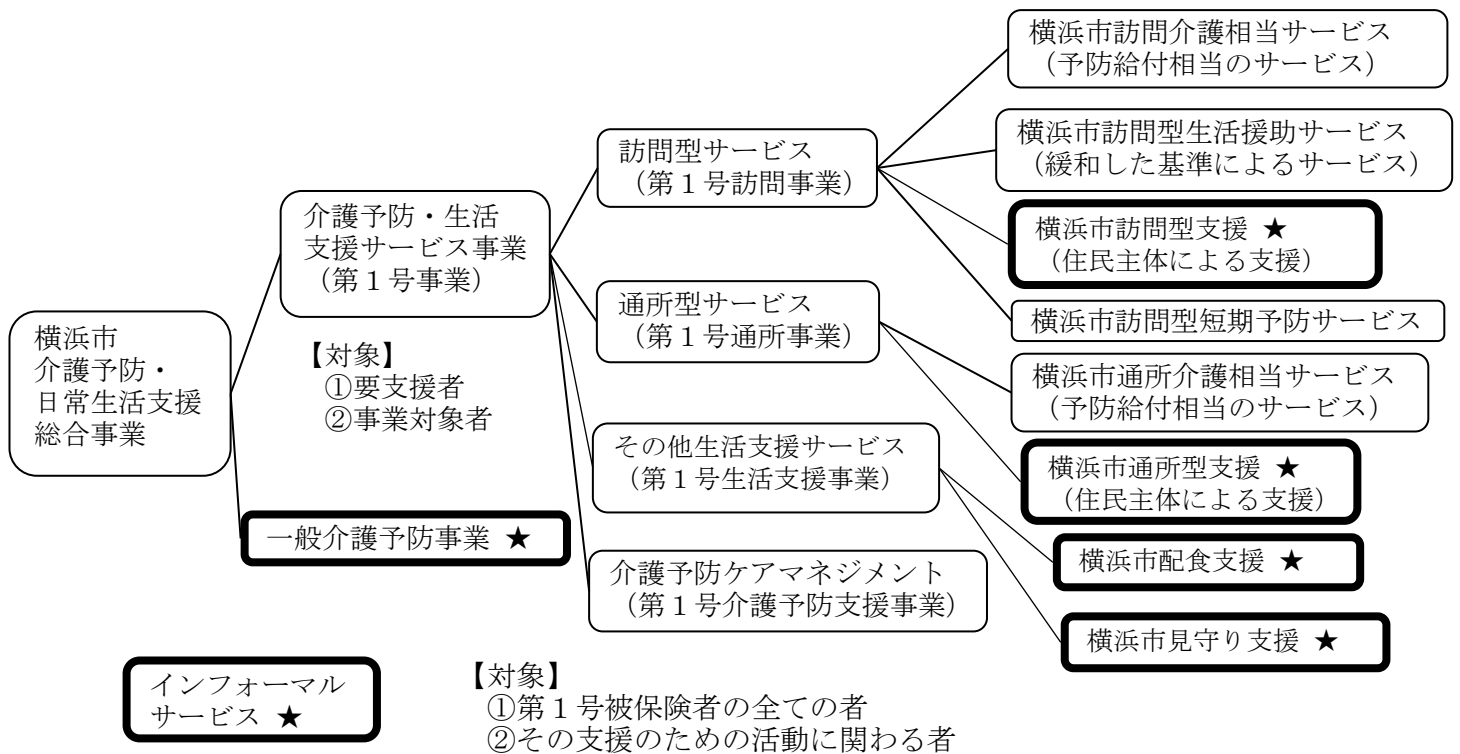 横浜市
介護予防・
日常生活支援
総合事業
介護予防・生活
支援サービス事業
(第1号事業)
【対象】
①要支援者
②事業対象者
一般介護予防事業 ★
訪問型サービス
(第1号訪問事業)
通所型サービス
(第1号通所事業)
その他生活支援サービス
(第1号生活支援事業)
介護予防ケアマネジメント
(第1号介護予防支援事業)
横浜市訪問介護相当サービス
(予防給付相当のサービス)
横浜市訪問型生活援助サービス
(緩和した基準によるサービス)
横浜市訪問型支援 ★
(住民主体による支援)
横浜市訪問型短期予防サービス
横浜市通所介護相当サービス
(予防給付相当のサービス)
横浜市通所型支援 ★
(住民主体による支援)
横浜市配食支援 ★
横浜市見守り支援 ★
インフォーマル
サービス ★
【対象】
①第1号被保険者の全ての者
②その支援のための活動に関わる者